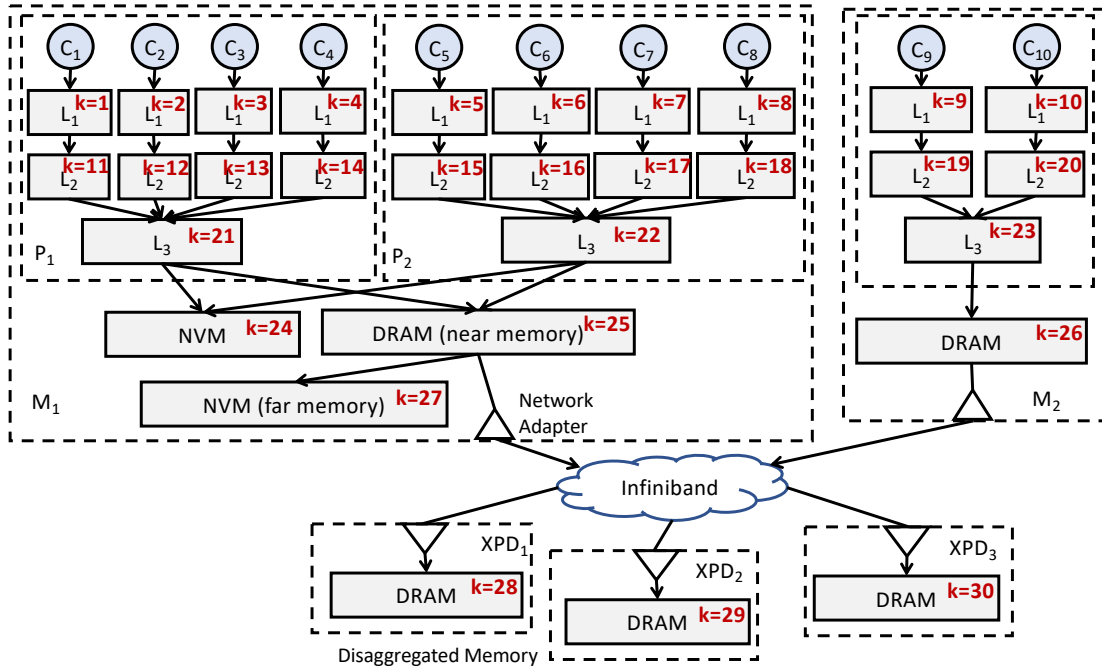 C1 C2 C3 C4 C5 C6 C7 C8 C9 C10
k=1 k=2 k=3 k=4 k=5 k=6 k=7 k=8 k=9 k=10
L1 L1 L1 L1 L1 L1 L1 L1 L1 L1
k=11 k=12 k=13 k=14 k=15 k=16 k=17 k=18 k=19 k=20
L2 L2 L2 L2 L2 L2 L2 L2 L2 L2
L3 k=21 L3 k=22 L3 k=23
P1 P2
NVM k=24 DRAM (near memory) k=25 DRAM k=26
NVM (far memory) k=27
M1 Network M2
Adapter
Infiniband
XPD1 XPD2 XPD3
DRAM k=28 DRAM k=29 DRAM k=30
Disaggregated Memory